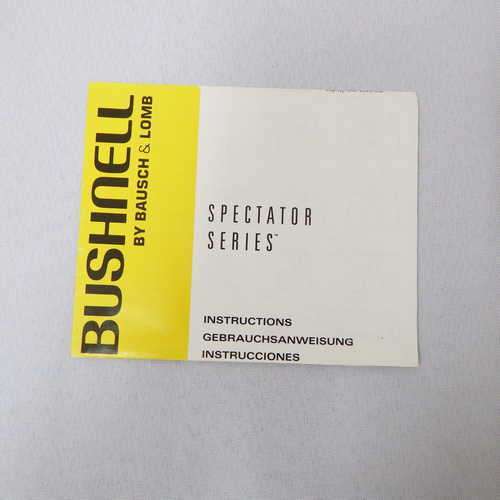 BUSHNELL
BY BAUSCH & LOMB
SPECTATOR
SERIES™
INSTRUCTIONS
GEBRAUCHSANWEISUNG
INSTRUCCIONES